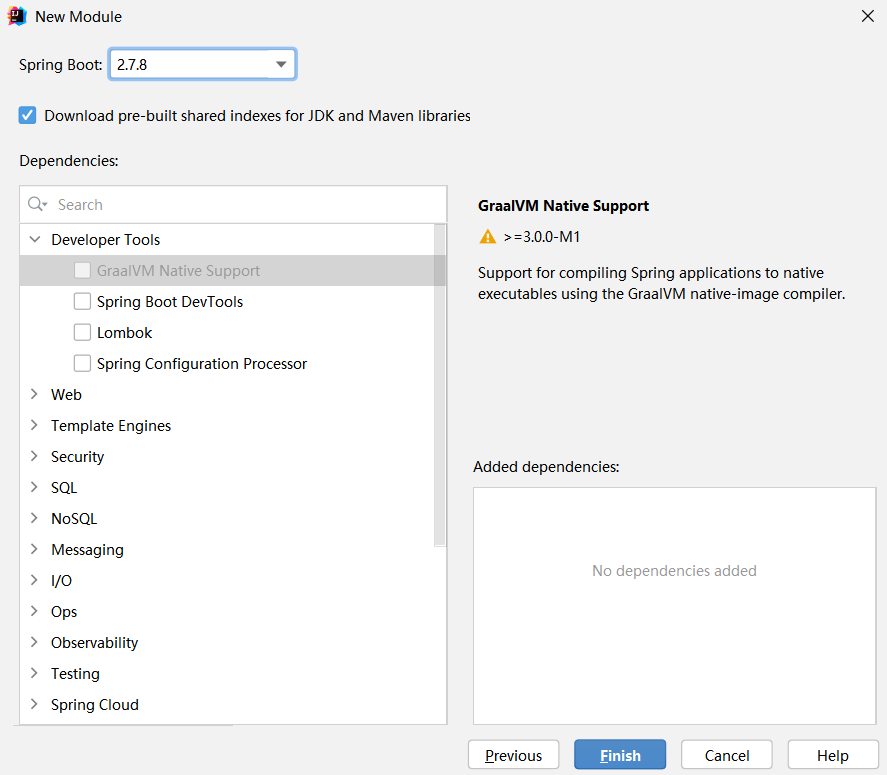 New Module
Spring Boot: 2.7.8
Download pre-built shared indexes for JDK and Maven libraries
Dependencies:
Search
Developer Tools
GraalVM Native Support
Spring Boot DevTools
Lombok
Spring Configuration Processor
Web
Template Engines
Security
SQL
NoSQL
Messaging
I/O
Ops
Observability
Testing
Spring Cloud
GraalVM Native Support
>=3.0.0-M1
Support for compiling Spring applications to native
executables using the GraalVM native-image compiler.
Added dependencies:
No dependencies added
Previous
Finish
Cancel
Help